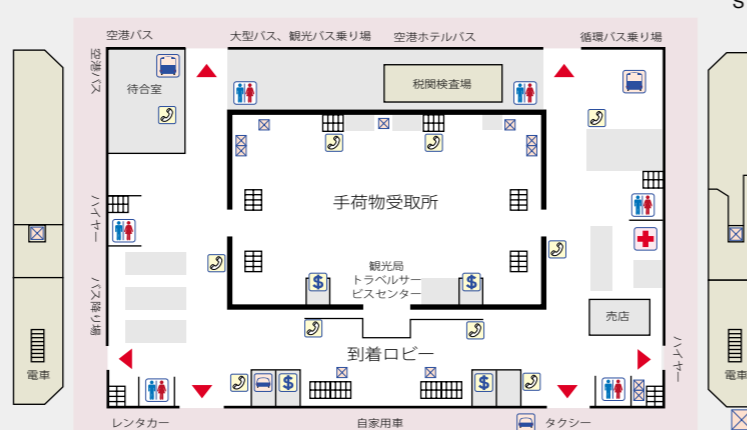 S
空港バス
大型バス、観光バス乗り場
空港ホテルバス
循環バス乗り場
空港バス
待合室
税関検査場
手荷物受取所
ハイヤー
観光局
トラベルサー
ビスセンター
$
$
バス降り場
売店
到着ロビー
ハイヤー
電車
$
$
電車
レンタカー
自家用車
タクシー